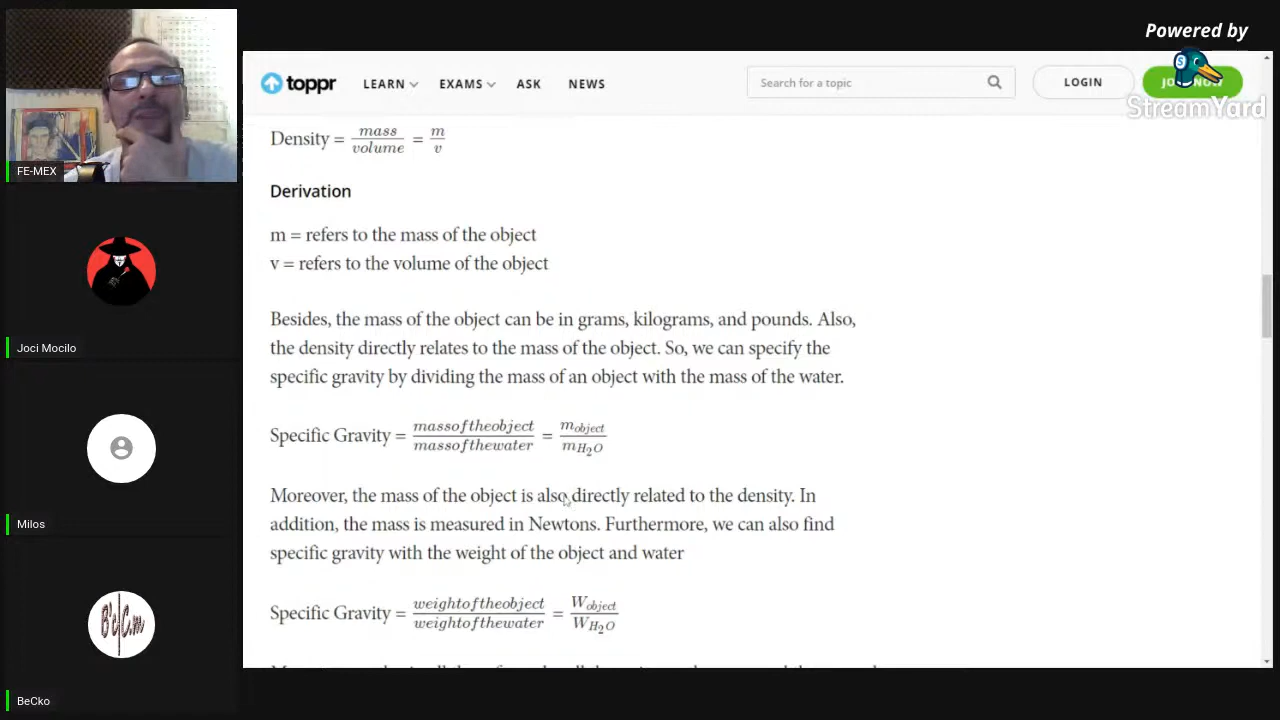 Powered by
StreamYard
FE-MEX
Joci Mocilo
Milos
BeCko
toppr
LEARN
EXAMS
ASK
NEWS
Search for a topic
LOGIN
Density = mass/volume = m/v
Derivation
m = refers to the mass of the object
v = refers to the volume of the object
Besides, the mass of the object can be in grams, kilograms, and pounds. Also,
the density directly relates to the mass of the object. So, we can specify the
specific gravity by dividing the mass of an object with the mass of the water.
Specific Gravity = massoftheobject/massofthewater = m_object/m_H₂O
Moreover, the mass of the object is also directly related to the density. In
addition, the mass is measured in Newtons. Furthermore, we can also find
specific gravity with the weight of the object and water
Specific Gravity = weightoftheobject/weightofthewater = W_object/W_H₂O